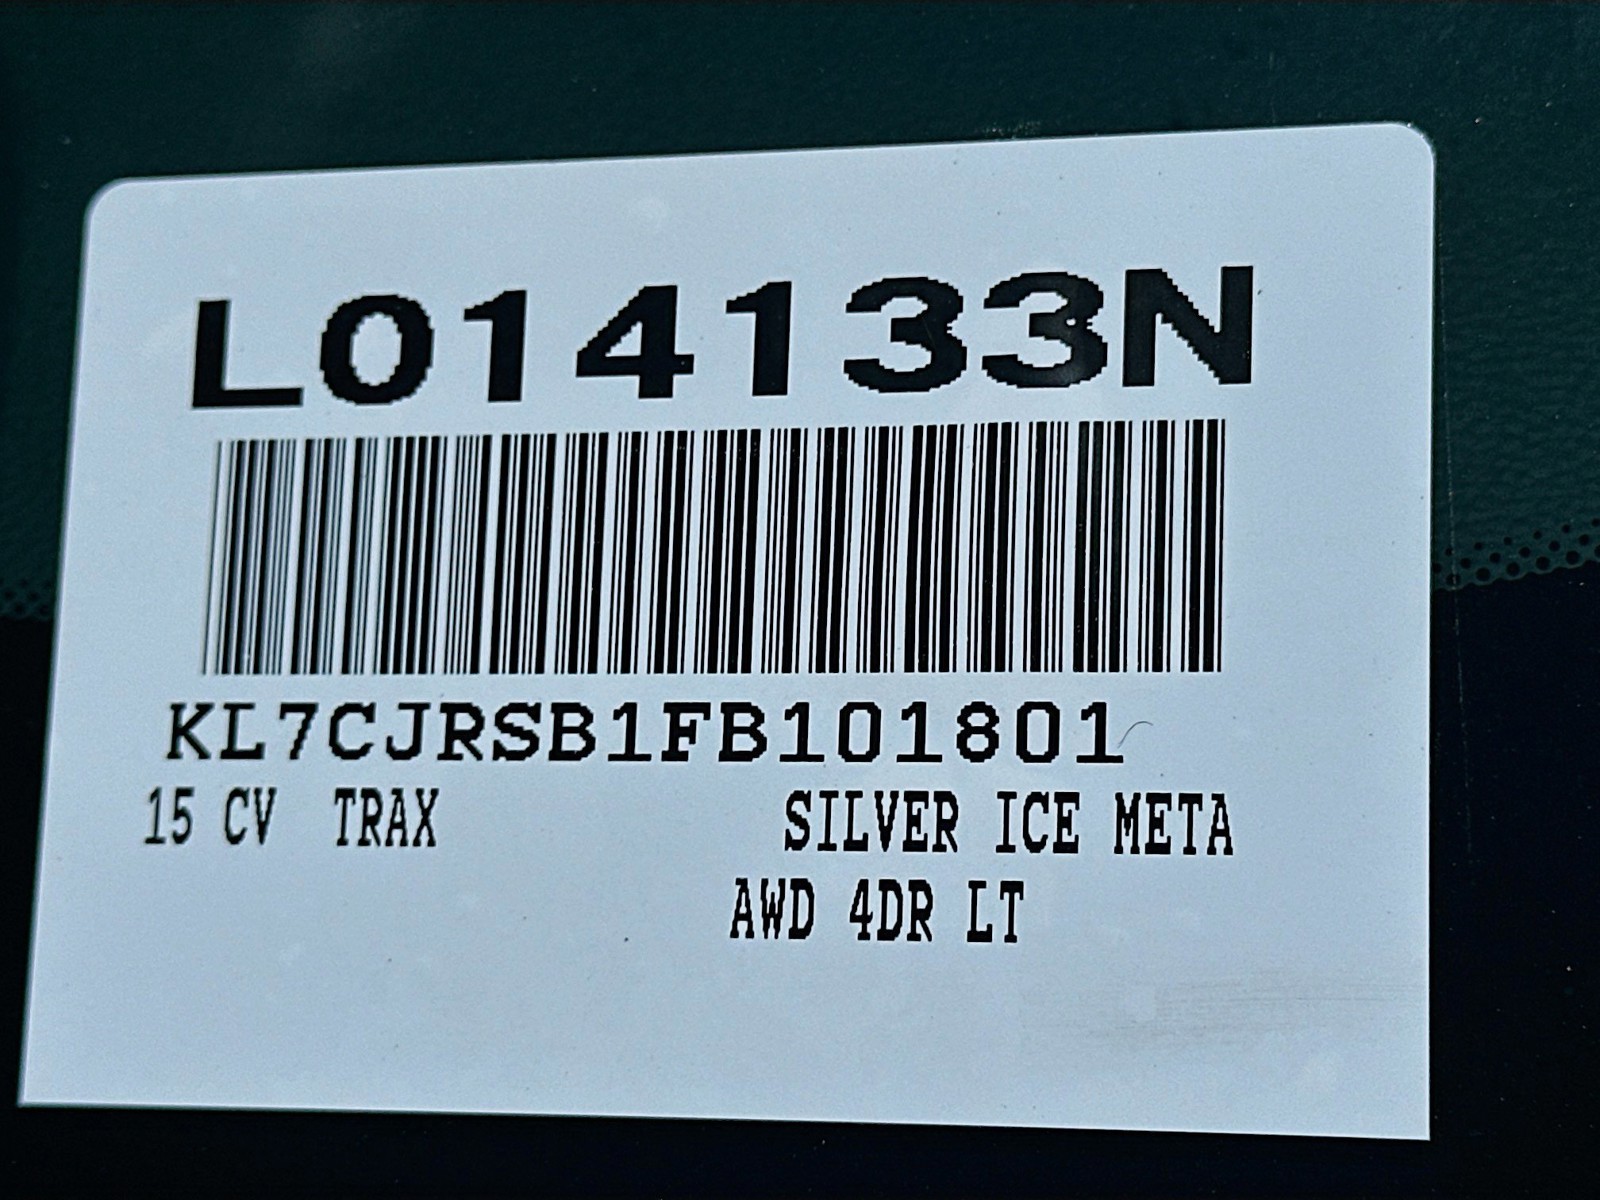 L014133N
KL7CJRSB1FB101801
15 CV TRAX SILVER ICE META
AWD 4DR LT